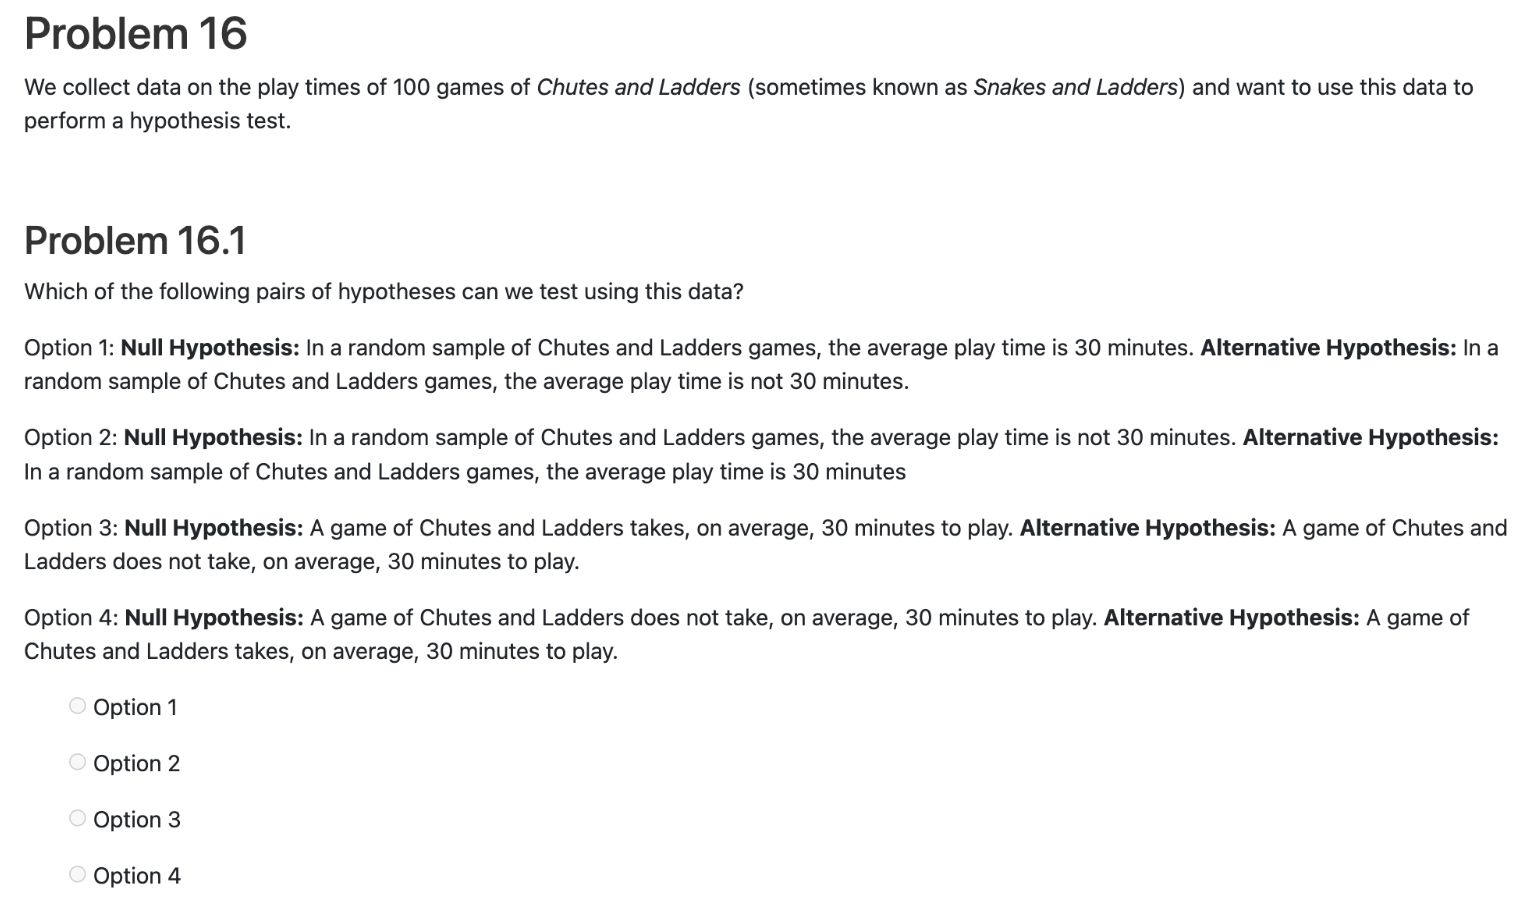 Problem 16
We collect data on the play times of 100 games of Chutes and Ladders (sometimes known as Snakes and Ladders) and want to use this data to
perform a hypothesis test.
Problem 16.1
Which of the following pairs of hypotheses can we test using this data?
Option 1: Null Hypothesis: In a random sample of Chutes and Ladders games, the average play time is 30 minutes. Alternative Hypothesis: In a
random sample of Chutes and Ladders games, the average play time is not 30 minutes.
Option 2: Null Hypothesis: In a random sample of Chutes and Ladders games, the average play time is not 30 minutes. Alternative Hypothesis:
In a random sample of Chutes and Ladders games, the average play time is 30 minutes
Option 3: Null Hypothesis: A game of Chutes and Ladders takes, on average, 30 minutes to play. Alternative Hypothesis: A game of Chutes and
Ladders does not take, on average, 30 minutes to play.
Option 4: Null Hypothesis: A game of Chutes and Ladders does not take, on average, 30 minutes to play. Alternative Hypothesis: A game of
Chutes and Ladders takes, on average, 30 minutes to play.
Option 1
Option 2
Option 3
Option 4